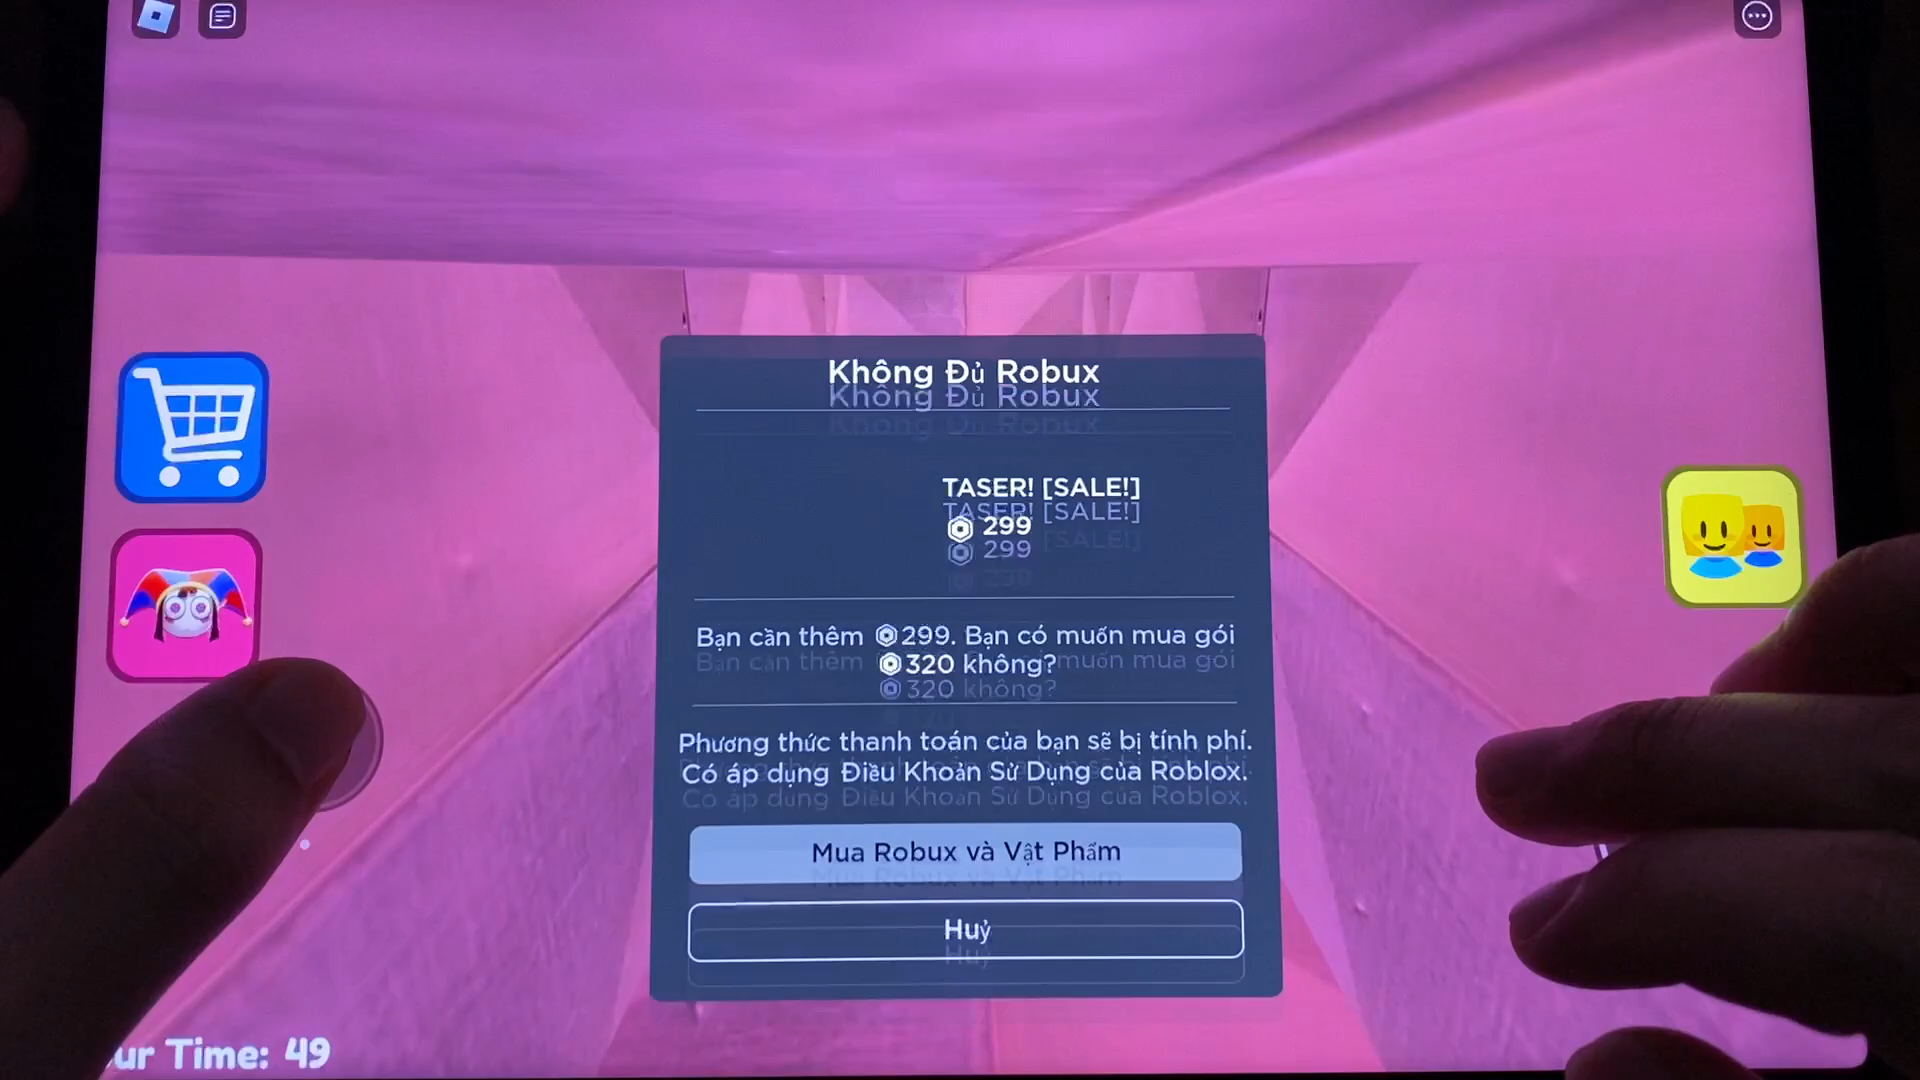 Không Đủ Robux
TASER! [SALE!]
299
Bạn cần thêm 299. Bạn có muốn mua gói
320 không?
Phương thức thanh toán của bạn sẽ bị tính phí.
Có áp dụng Điều Khoản Sử Dụng của Roblox.
Mua Robux và Vật Phẩm
Huỷ
ur Time: 49